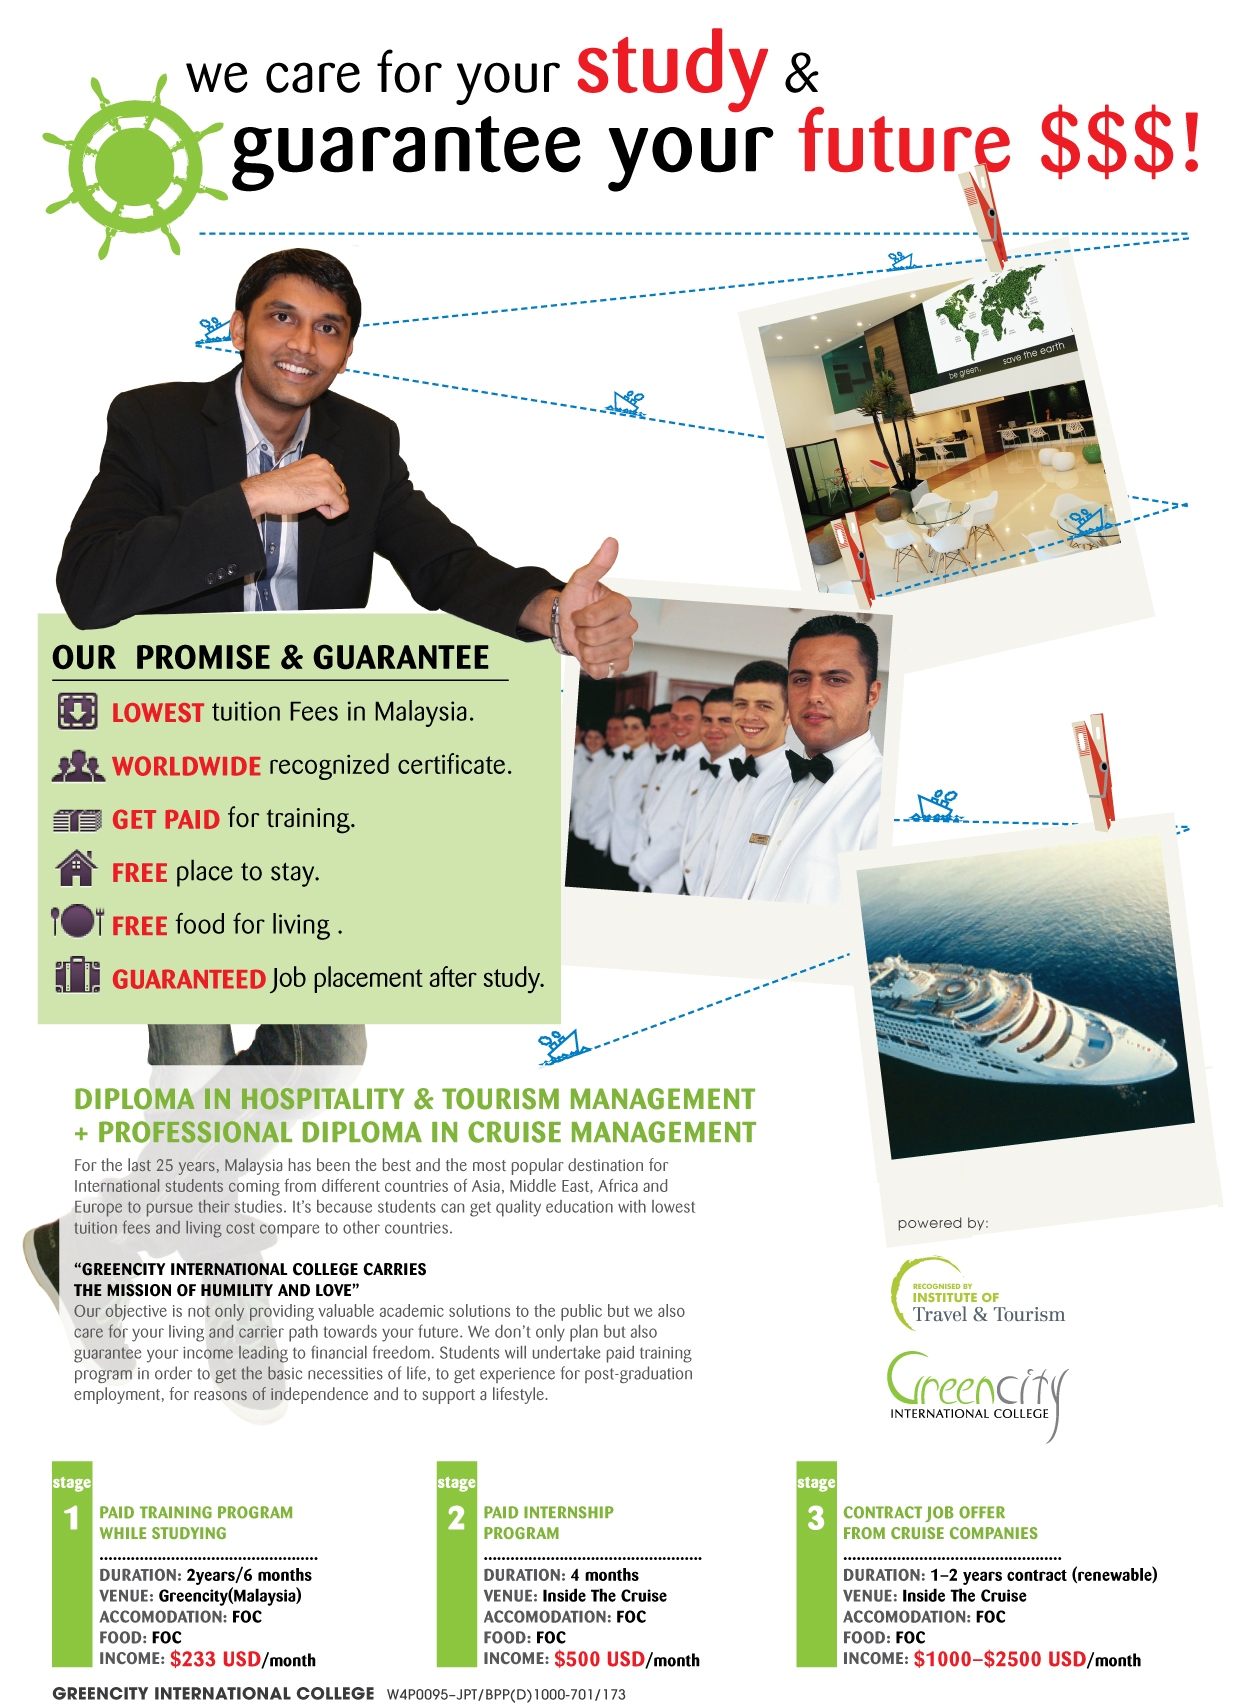 we care for your study &
guarantee your future $$$!
be green, save the earth
OUR PROMISE & GUARANTEE
LOWEST tuition Fees in Malaysia.
WORLDWIDE recognized certificate.
GET PAID for training.
FREE place to stay.
FREE food for living .
GUARANTEED Job placement after study.
DIPLOMA IN HOSPITALITY & TOURISM MANAGEMENT
+ PROFESSIONAL DIPLOMA IN CRUISE MANAGEMENT
For the last 25 years, Malaysia has been the best and the most popular destination for
International students coming from different countries of Asia, Middle East, Africa and
Europe to pursue their studies. It's because students can get quality education with lowest
tuition fees and living cost compare to other countries.
“GREENCITY INTERNATIONAL COLLEGE CARRIES
THE MISSION OF HUMILITY AND LOVE”
Our objective is not only providing valuable academic solutions to the public but we also
care for your living and carrier path towards your future. We don't only plan but also
guarantee your income leading to financial freedom. Students will undertake paid training
program in order to get the basic necessities of life, to get experience for post-graduation
employment, for reasons of independence and to support a lifestyle.
powered by:
RECOGNISED BY
INSTITUTE OF
Travel & Tourism
Greencity
INTERNATIONAL COLLEGE
stage
1
PAID TRAINING PROGRAM
WHILE STUDYING
DURATION: 2years/6 months
VENUE: Greencity(Malaysia)
ACCOMODATION: FOC
FOOD: FOC
INCOME: $233 USD/month
stage
2
PAID INTERNSHIP
PROGRAM
DURATION: 4 months
VENUE: Inside The Cruise
ACCOMODATION: FOC
FOOD: FOC
INCOME: $500 USD/month
stage
3
CONTRACT JOB OFFER
FROM CRUISE COMPANIES
DURATION: 1–2 years contract (renewable)
VENUE: Inside The Cruise
ACCOMODATION: FOC
FOOD: FOC
INCOME: $1000–$2500 USD/month
GREENCITY INTERNATIONAL COLLEGE W4P0095–JPT/BPP(D)1000-701/173